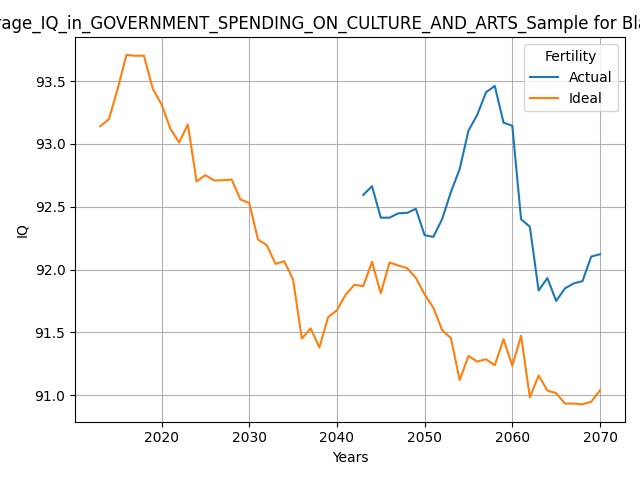 rage_IQ_in_GOVERNMENT_SPENDING_ON_CULTURE_AND_ARTS_Sample for Bla
Fertility
Actual
Ideal
93.5
93.0
92.5
92.0
91.5
91.0
IQ
2020 2030 2040 2050 2060 2070
Years